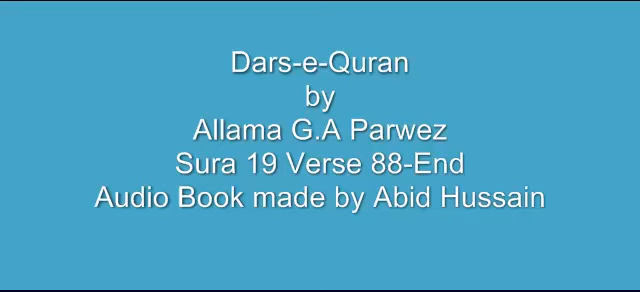 Dars-e-Quran
by
Allama G.A Parwez
Sura 19 Verse 88-End
Audio Book made by Abid Hussain